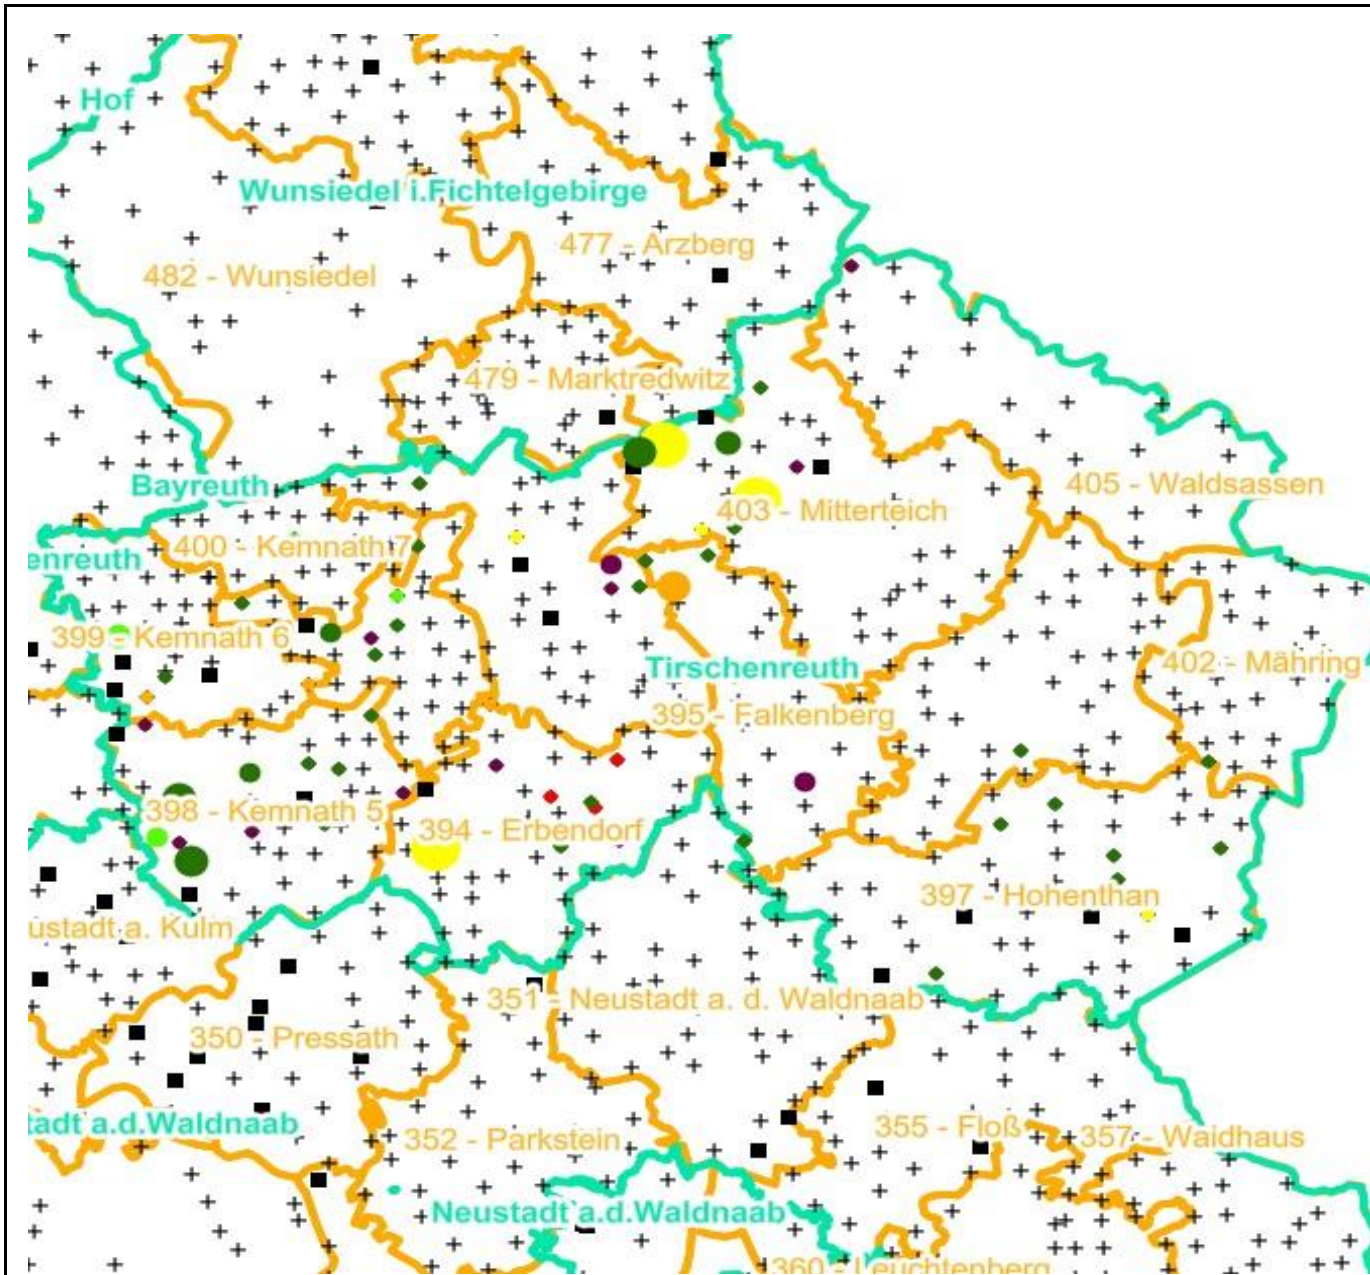 Hof
Wunsiedel i.Fichtelgebirge
477 - Arzberg
482 - Wunsiedel
479 - Marktredwitz
Bayreuth
405 - Waldsassen
403 - Mitterteich
400 - Kemnath 7
enreuth
399 - Kemnath 6
Tirschenreuth
402 - Mähring
395 - Falkenberg
398 - Kemnath 5
394 - Erbendorf
397 - Hohenthan
ustadt a. Kulm
351 - Neustadt a. d. Waldnaab
350 - Pressath
tadt a.d.Waldnaab
352 - Parkstein
355 - Floß
357 - Waidhaus
Neustadt a.d.Waldnaab
360 - Leuchtenberg